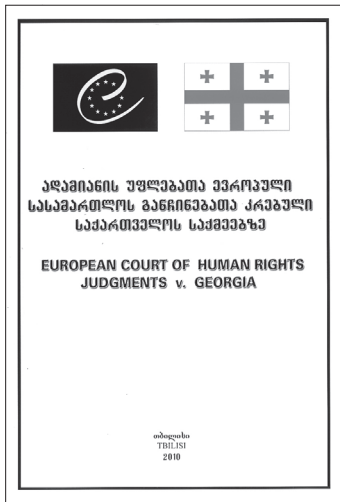 ადამიანის უფლებათა ევროპული
სასამართლოს განჩინებათა კრებული
საქართველოს საქმეებზე
EUROPEAN COURT OF HUMAN RIGHTS
JUDGMENTS v. GEORGIA
თბილისი
TBILISI
2010